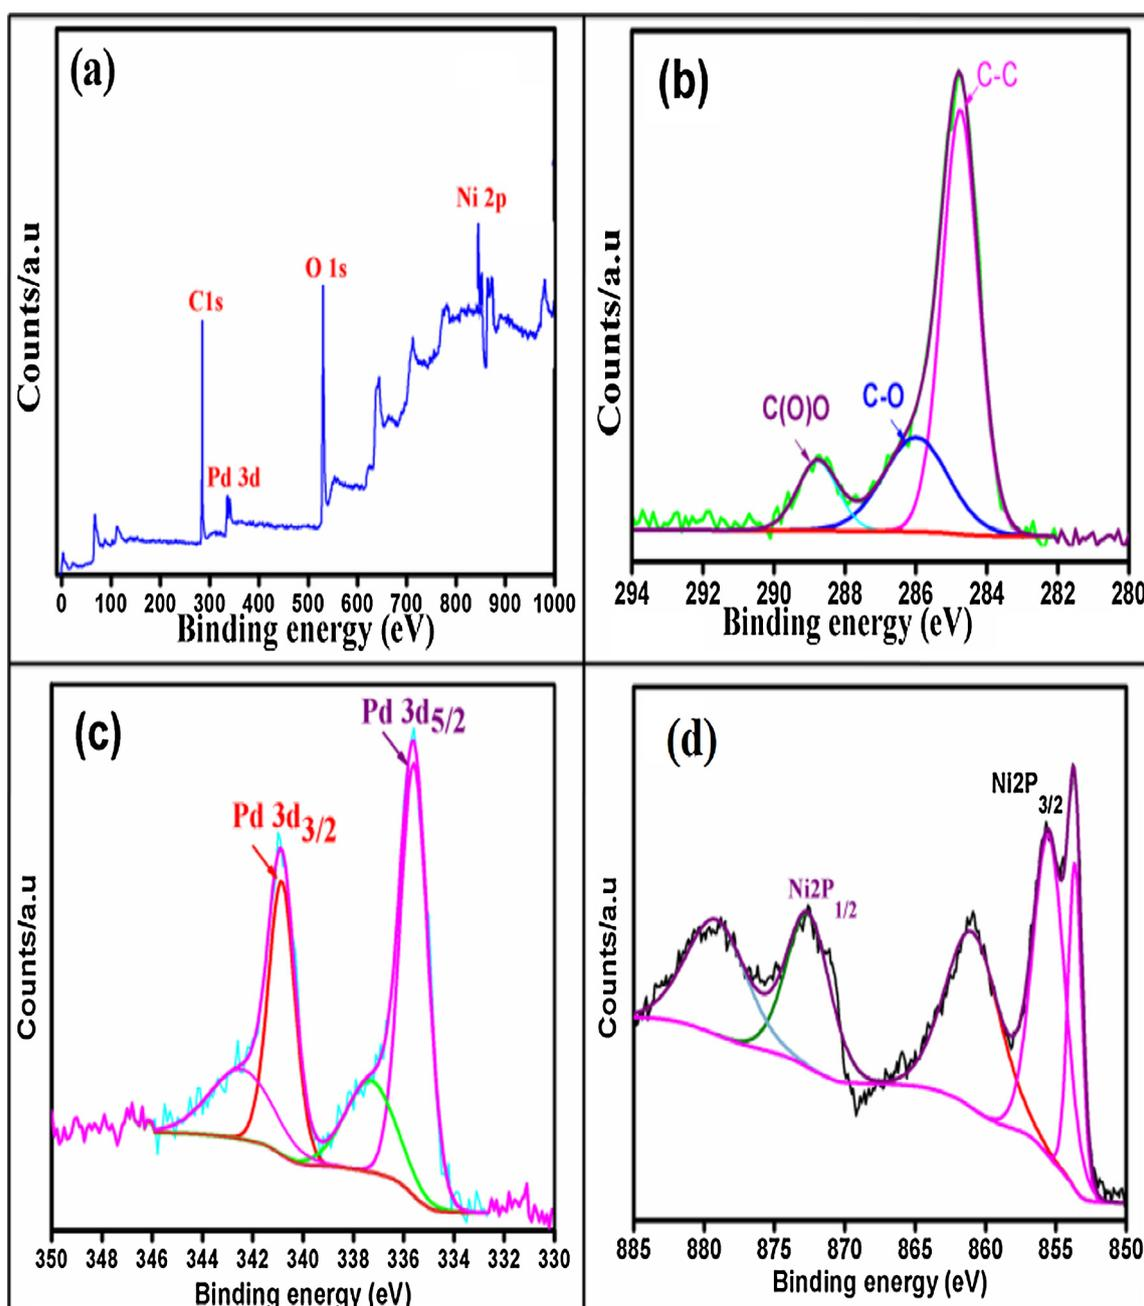 (a)
Ni 2p
O 1s
C1s
Pd 3d
Counts/a.u
0 100 200 300 400 500 600 700 800 900 1000
Binding energy (eV)
(b)
C-C
C-O
C(O)O
Counts/a.u
294 292 290 288 286 284 282 280
Binding energy (eV)
(c)
Pd 3d5/2
Pd 3d3/2
Counts/a.u
350 348 346 344 342 340 338 336 334 332 330
Binding energy (eV)
(d)
Ni2P3/2
Ni2P1/2
Counts/a.u
885 880 875 870 865 860 855 850
Binding energy (eV)